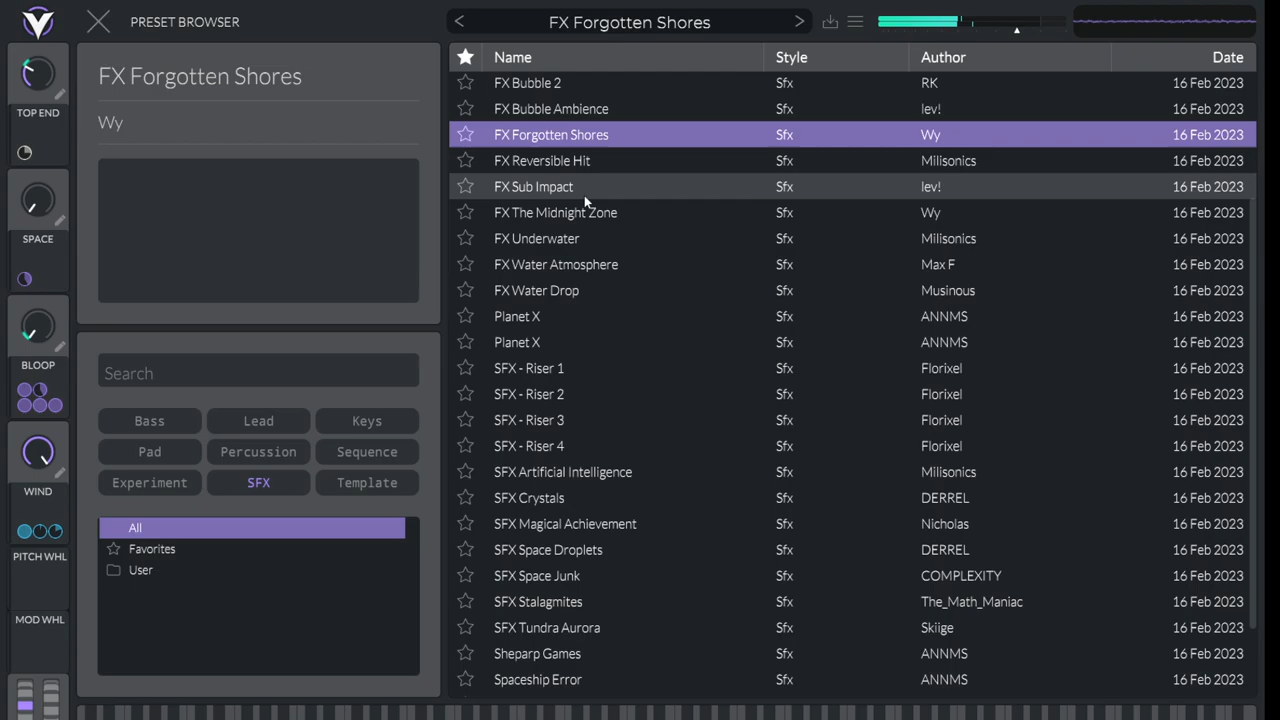 PRESET BROWSER
FX Forgotten Shores
TOP END
SPACE
BLOOP
WIND
PITCH WHL
MOD WHL
FX Forgotten Shores
Wy
Search
Bass Lead Keys
Pad Percussion Sequence
Experiment SFX Template
All
Favorites
User
Name Style Author Date
FX Bubble 2 Sfx RK 16 Feb 2023
FX Bubble Ambience Sfx lev! 16 Feb 2023
FX Forgotten Shores Sfx Wy 16 Feb 2023
FX Reversible Hit Sfx Milisonics 16 Feb 2023
FX Sub Impact Sfx lev! 16 Feb 2023
FX The Midnight Zone Sfx Wy 16 Feb 2023
FX Underwater Sfx Milisonics 16 Feb 2023
FX Water Atmosphere Sfx Max F 16 Feb 2023
FX Water Drop Sfx Musinous 16 Feb 2023
Planet X Sfx ANNMS 16 Feb 2023
Planet X Sfx ANNMS 16 Feb 2023
SFX - Riser 1 Sfx Florixel 16 Feb 2023
SFX - Riser 2 Sfx Florixel 16 Feb 2023
SFX - Riser 3 Sfx Florixel 16 Feb 2023
SFX - Riser 4 Sfx Florixel 16 Feb 2023
SFX Artificial Intelligence Sfx Milisonics 16 Feb 2023
SFX Crystals Sfx DERREL 16 Feb 2023
SFX Magical Achievement Sfx Nicholas 16 Feb 2023
SFX Space Droplets Sfx DERREL 16 Feb 2023
SFX Space Junk Sfx COMPLEXITY 16 Feb 2023
SFX Stalagmites Sfx The_Math_Maniac 16 Feb 2023
SFX Tundra Aurora Sfx Skiige 16 Feb 2023
Sheparp Games Sfx ANNMS 16 Feb 2023
Spaceship Error Sfx ANNMS 16 Feb 2023